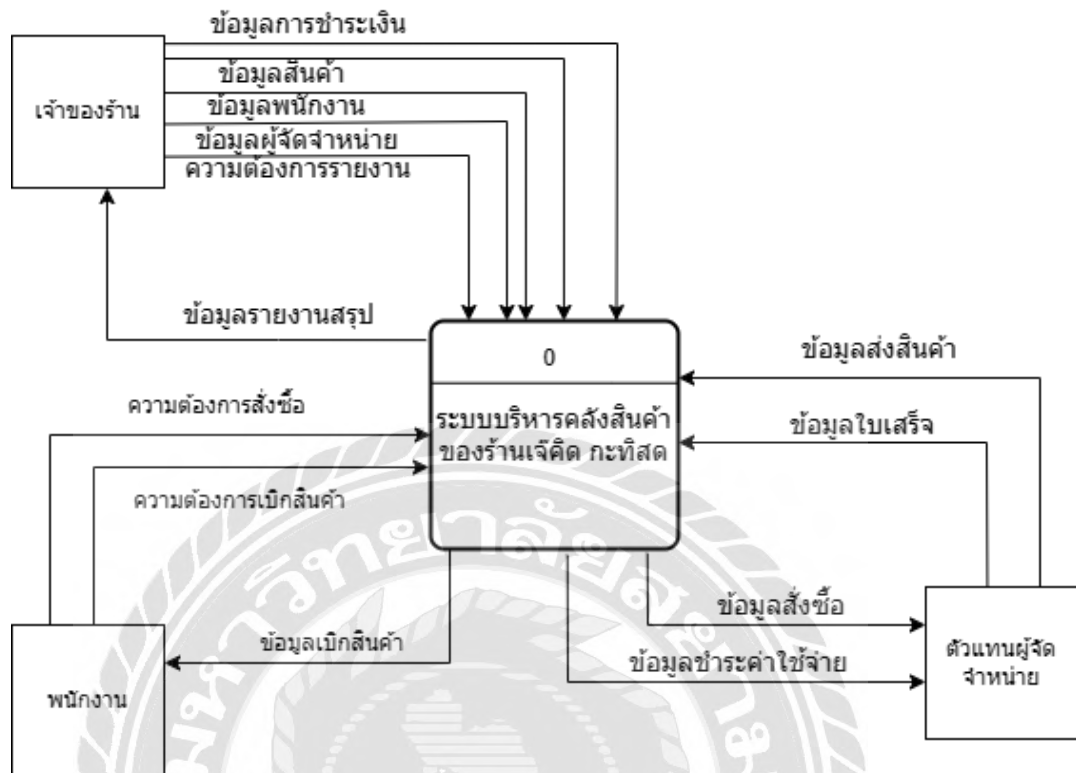 ข้อมูลการชำระเงิน
ข้อมูลสินค้า
ข้อมูลพนักงาน
ข้อมูลผู้จัดจำหน่าย
ความต้องการรายงาน
เจ้าของร้าน
ข้อมูลรายงานสรุป
0
ระบบบริหารคลังสินค้า
ของร้านเจ๊คิด กะทิสด
ข้อมูลส่งสินค้า
ข้อมูลใบเสร็จ
ความต้องการสั่งซื้อ
ความต้องการเบิกสินค้า
ข้อมูลเบิกสินค้า
พนักงาน
ข้อมูลสั่งซื้อ
ข้อมูลชำระค่าใช้จ่าย
ตัวแทนผู้จัด
จำหน่าย